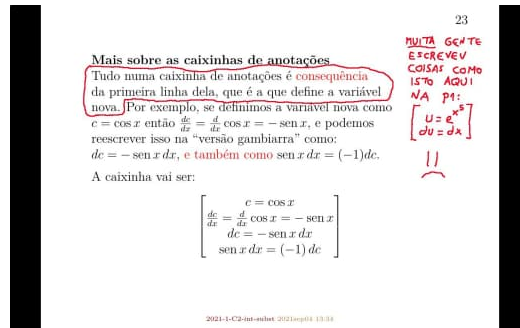 23
Mais sobre as caixinhas de anotações
Tudo numa caixinha de anotações é consequência
da primeira linha dela, que é a que define a variável
nova. Por exemplo, se definimos a variável nova como
c = cos x então dc/dx = d/dx cos x = − sen x, e podemos
reescrever isso na “versão gambiarra” como:
dc = − sen x dx, e também como sen x dx = (−1)dc.
A caixinha vai ser:
[ c = cos x
dc/dx = d/dx cos x = − sen x
dc = − sen x dx
sen x dx = (−1) dc ]
MUITA GENTE
ESCREVEU
COISAS COMO
ISTO AQUI
NA P1:
[ u = e^x^5
du = dx ]
2021-1-C2-int-subst 2021sep04 13:34